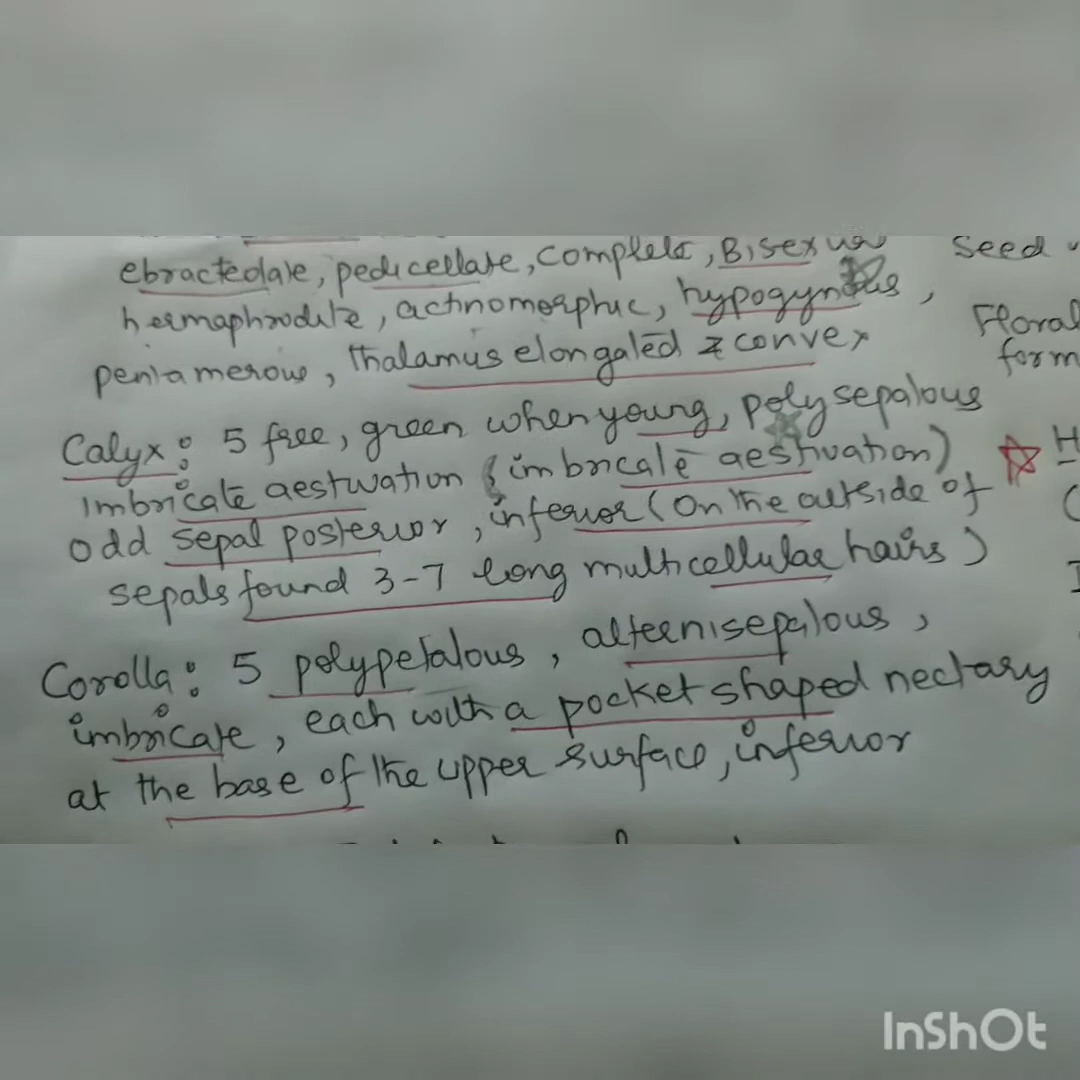 ebracteolate, pedicellate, complete, Bisexual
hermaphrodite, actinomorphic, hypogynous,
pentamerous, thalamus elongated & convex
Calyx: 5 free, green when young, polysepalous
imbricate aestivation (imbricate aestivation)
odd sepal posterior, inferior (On the outside of
sepals found 3-7 long multicellular hairs)
Corolla: 5 polypetalous, alternisepalous,
imbricate, each with a pocket shaped nectary
at the base of the upper surface, inferior
Seed
Floral
form
InShOt